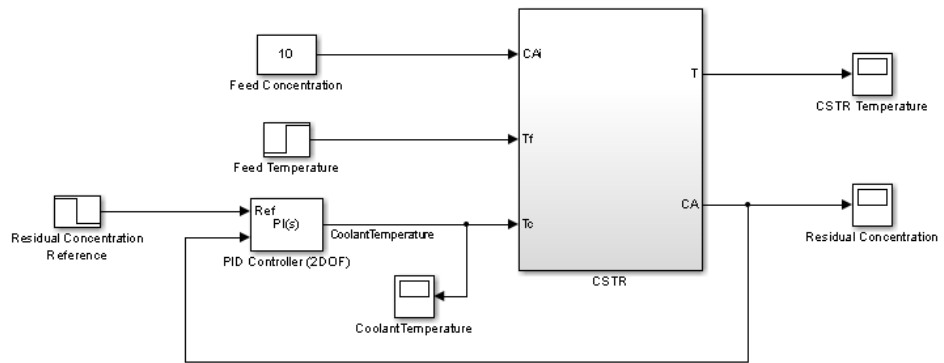 10
Feed Concentration
CAi
T
CSTR Temperature
Feed Temperature
Tf
Residual Concentration
Reference
Ref
PI(s)
PID Controller (2DOF)
CoolantTemperature
Tc
CA
Residual Concentration
CSTR
CoolantTemperature